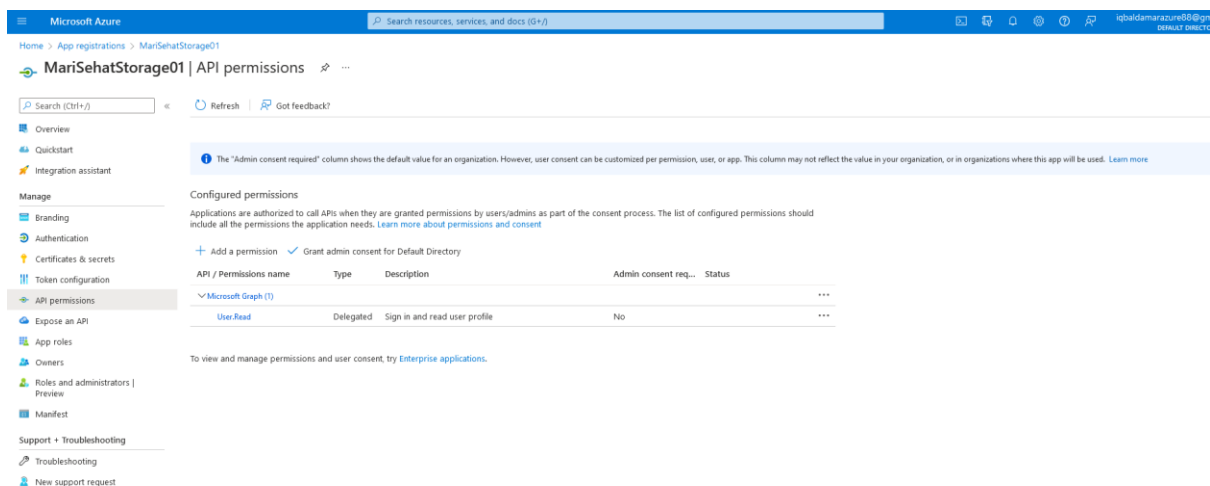 Microsoft Azure
Search resources, services, and docs (G+/)
iqbaldamarazure88@gm
DEFAULT DIRECTO
Home > App registrations > MariSehatStorage01
MariSehatStorage01 | API permissions
Search (Ctrl+/)
Refresh
Got feedback?
Overview
Quickstart
Integration assistant
Manage
Branding
Authentication
Certificates & secrets
Token configuration
API permissions
Expose an API
App roles
Owners
Roles and administrators |
Preview
Manifest
Support + Troubleshooting
Troubleshooting
New support request
The "Admin consent required" column shows the default value for an organization. However, user consent can be customized per permission, user, or app. This column may not reflect the value in your organization, or in organizations where this app will be used. Learn more
Configured permissions
Applications are authorized to call APIs when they are granted permissions by users/admins as part of the consent process. The list of configured permissions should
include all the permissions the application needs. Learn more about permissions and consent
Add a permission
Grant admin consent for Default Directory
API / Permissions name Type Description Admin consent req... Status
Microsoft Graph (1)
User.Read Delegated Sign in and read user profile No
To view and manage permissions and user consent, try Enterprise applications.